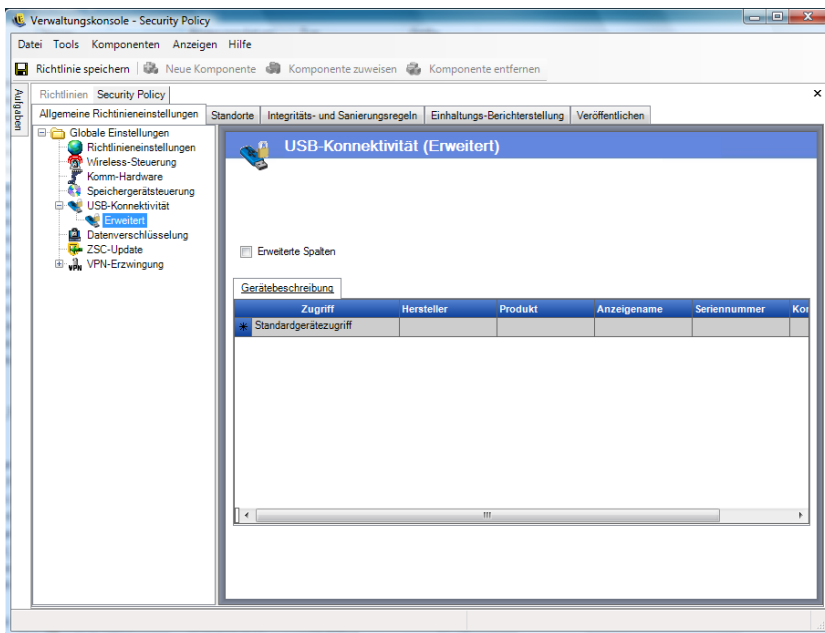 Verwaltungskonsole - Security Policy
Datei Tools Komponenten Anzeigen Hilfe
Richtlinie speichern Neue Komponente Komponente zuweisen Komponente entfernen
Aufgaben
Richtlinien Security Policy
Allgemeine Richtlinieneinstellungen Standorte Integritäts- und Sanierungsregeln Einhaltungs-Berichterstellung Veröffentlichen
Globale Einstellungen
Richtlinieneinstellungen
Wireless-Steuerung
Komm-Hardware
Speichergerätsteuerung
USB-Konnektivität
Erweitert
Datenverschlüsselung
ZSC-Update
VPN-Erzwingung
USB-Konnektivität (Erweitert)
Erweiterte Spalten
Gerätebeschreibung
Zugriff Hersteller Produkt Anzeigename Seriennummer
Standardgerätezugriff